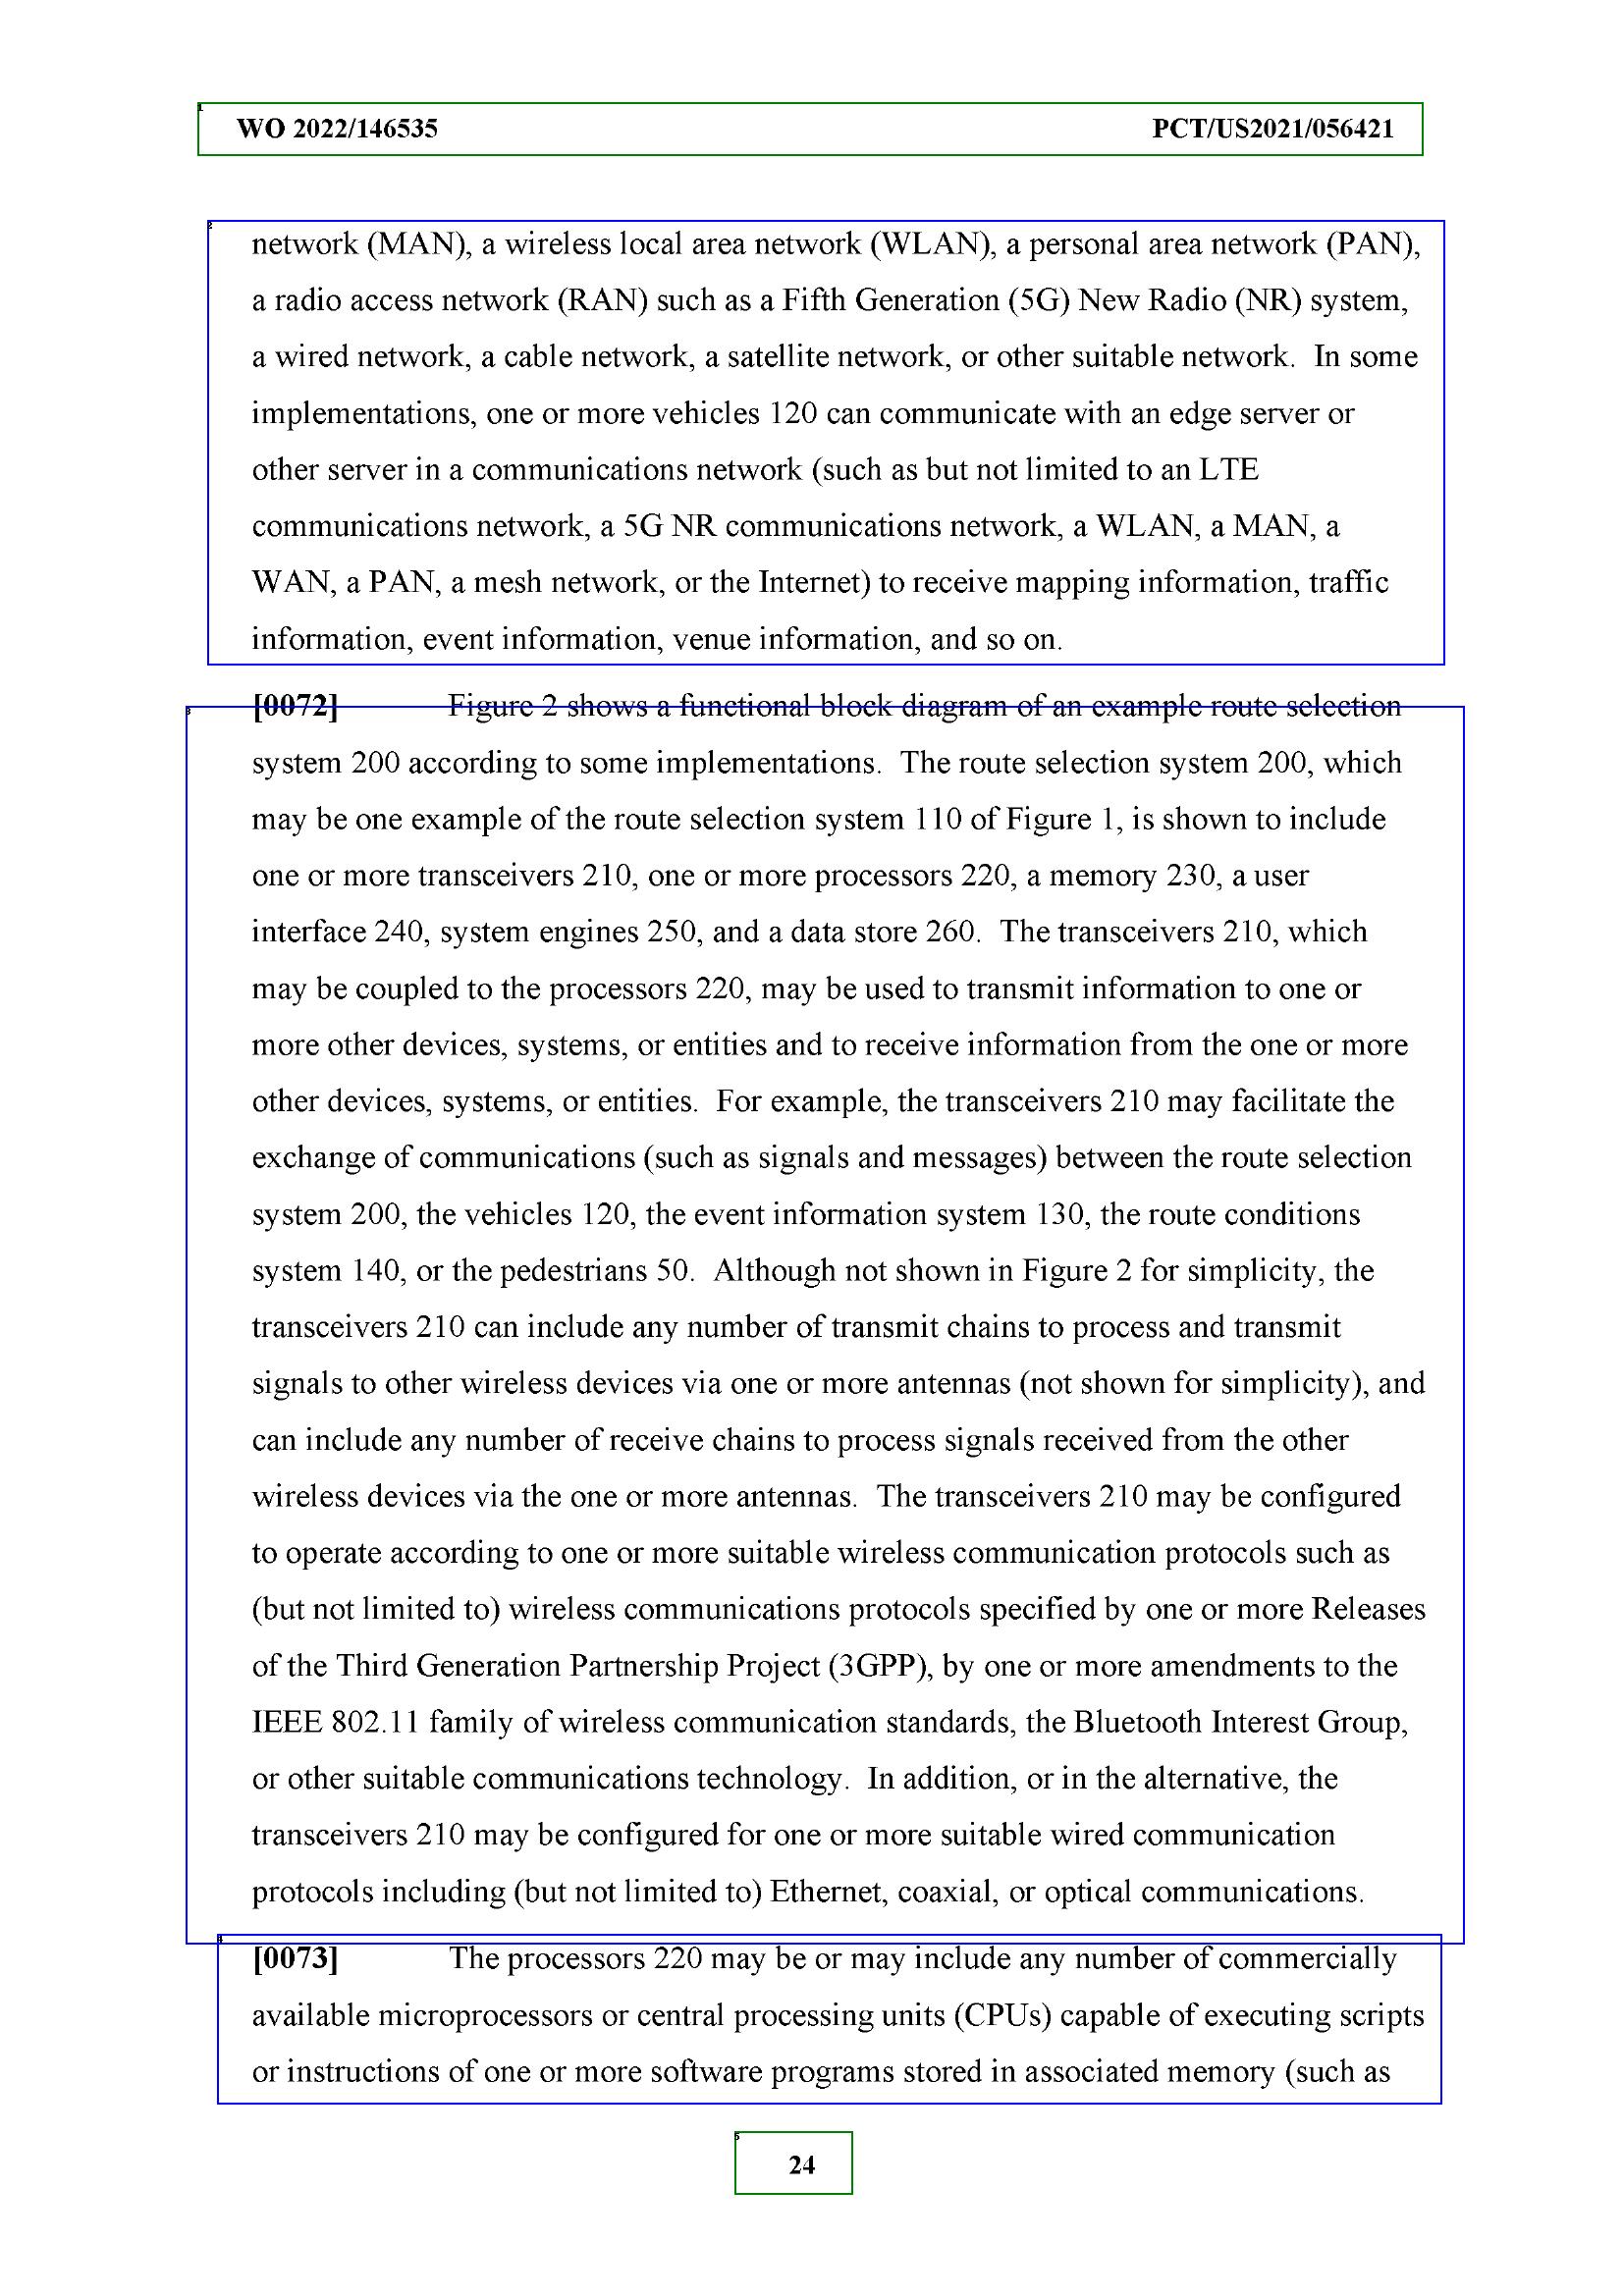 WO 2022/146535 PCT/US2021/056421
network (MAN), a wireless local area network (WLAN), a personal area network (PAN),
a radio access network (RAN) such as a Fifth Generation (5G) New Radio (NR) system,
a wired network, a cable network, a satellite network, or other suitable network.  In some
implementations, one or more vehicles 120 can communicate with an edge server or
other server in a communications network (such as but not limited to an LTE
communications network, a 5G NR communications network, a WLAN, a MAN, a
WAN, a PAN, a mesh network, or the Internet) to receive mapping information, traffic
information, event information, venue information, and so on.
[0072] Figure 2 shows a functional block diagram of an example route selection
system 200 according to some implementations.  The route selection system 200, which
may be one example of the route selection system 110 of Figure 1, is shown to include
one or more transceivers 210, one or more processors 220, a memory 230, a user
interface 240, system engines 250, and a data store 260.  The transceivers 210, which
may be coupled to the processors 220, may be used to transmit information to one or
more other devices, systems, or entities and to receive information from the one or more
other devices, systems, or entities.  For example, the transceivers 210 may facilitate the
exchange of communications (such as signals and messages) between the route selection
system 200, the vehicles 120, the event information system 130, the route conditions
system 140, or the pedestrians 50.  Although not shown in Figure 2 for simplicity, the
transceivers 210 can include any number of transmit chains to process and transmit
signals to other wireless devices via one or more antennas (not shown for simplicity), and
can include any number of receive chains to process signals received from the other
wireless devices via the one or more antennas.  The transceivers 210 may be configured
to operate according to one or more suitable wireless communication protocols such as
(but not limited to) wireless communications protocols specified by one or more Releases
of the Third Generation Partnership Project (3GPP), by one or more amendments to the
IEEE 802.11 family of wireless communication standards, the Bluetooth Interest Group,
or other suitable communications technology.  In addition, or in the alternative, the
transceivers 210 may be configured for one or more suitable wired communication
protocols including (but not limited to) Ethernet, coaxial, or optical communications.
[0073] The processors 220 may be or may include any number of commercially
available microprocessors or central processing units (CPUs) capable of executing scripts
or instructions of one or more software programs stored in associated memory (such as
24